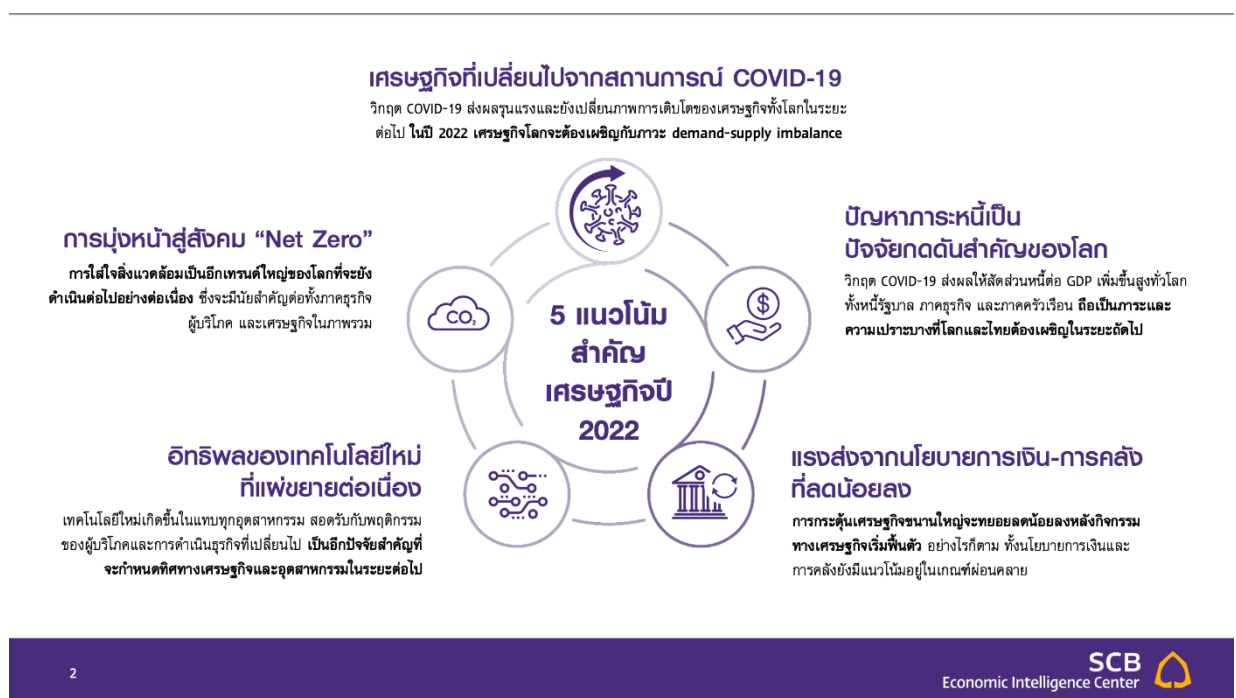 เศรษฐกิจที่เปลี่ยนไปจากสถานการณ์ COVID-19
วิกฤต COVID-19 ส่งผลรุนแรงและยังเปลี่ยนภาพการเติบโตของเศรษฐกิจทั้งโลกในระยะ
ต่อไป ในปี 2022 เศรษฐกิจโลกจะต้องเผชิญกับภาวะ demand-supply imbalance
ปัญหาภาระหนี้เป็น
ปัจจัยกดดันสำคัญของโลก
วิกฤต COVID-19 ส่งผลให้สัดส่วนหนี้ต่อ GDP เพิ่มขึ้นสูงทั่วโลก
ทั้งหนี้รัฐบาล ภาคธุรกิจ และภาคครัวเรือน ถือเป็นภาระและ
ความเปราะบางที่โลกและไทยต้องเผชิญในระยะถัดไป
แรงส่งจากนโยบายการเงิน-การคลัง
ที่ลดน้อยลง
การกระตุ้นเศรษฐกิจขนานใหญ่จะทยอยลดน้อยลงหลังกิจกรรม
ทางเศรษฐกิจเริ่มฟื้นตัว อย่างไรก็ตาม ทั้งนโยบายการเงินและ
การคลังยังมีแนวโน้มอยู่ในเกณฑ์ผ่อนคลาย
อิทธิพลของเทคโนโลยีใหม่
ที่แผ่ขยายต่อเนื่อง
เทคโนโลยีใหม่เกิดขึ้นในแทบทุกอุตสาหกรรม สอดรับกับพฤติกรรม
ของผู้บริโภคและการดำเนินธุรกิจที่เปลี่ยนไป เป็นอีกปัจจัยสำคัญที่
จะกำหนดทิศทางเศรษฐกิจและอุตสาหกรรมในระยะต่อไป
การมุ่งหน้าสู่สังคม “Net Zero”
การใส่ใจสิ่งแวดล้อมเป็นอีกเทรนด์ใหญ่ของโลกที่จะยัง
ดำเนินต่อไปอย่างต่อเนื่อง ซึ่งจะมีนัยสำคัญต่อทั้งภาคธุรกิจ
ผู้บริโภค และเศรษฐกิจในภาพรวม
CO₂
$
5 แนวโน้ม
สำคัญ
เศรษฐกิจปี
2022
2
SCB
Economic Intelligence Center